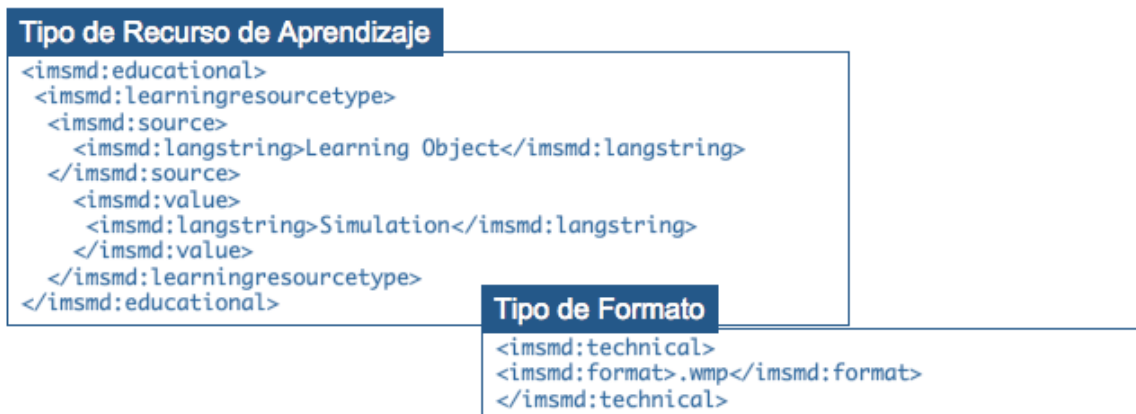 Tipo de Recurso de Aprendizaje
<imsmd:educational>
<imsmd:learningresourcetype>
<imsmd:source>
<imsmd:langstring>Learning Object</imsmd:langstring>
</imsmd:source>
<imsmd:value>
<imsmd:langstring>Simulation</imsmd:langstring>
</imsmd:value>
</imsmd:learningresourcetype>
</imsmd:educational>
Tipo de Formato
<imsmd:technical>
<imsmd:format>.wmp</imsmd:format>
</imsmd:technical>